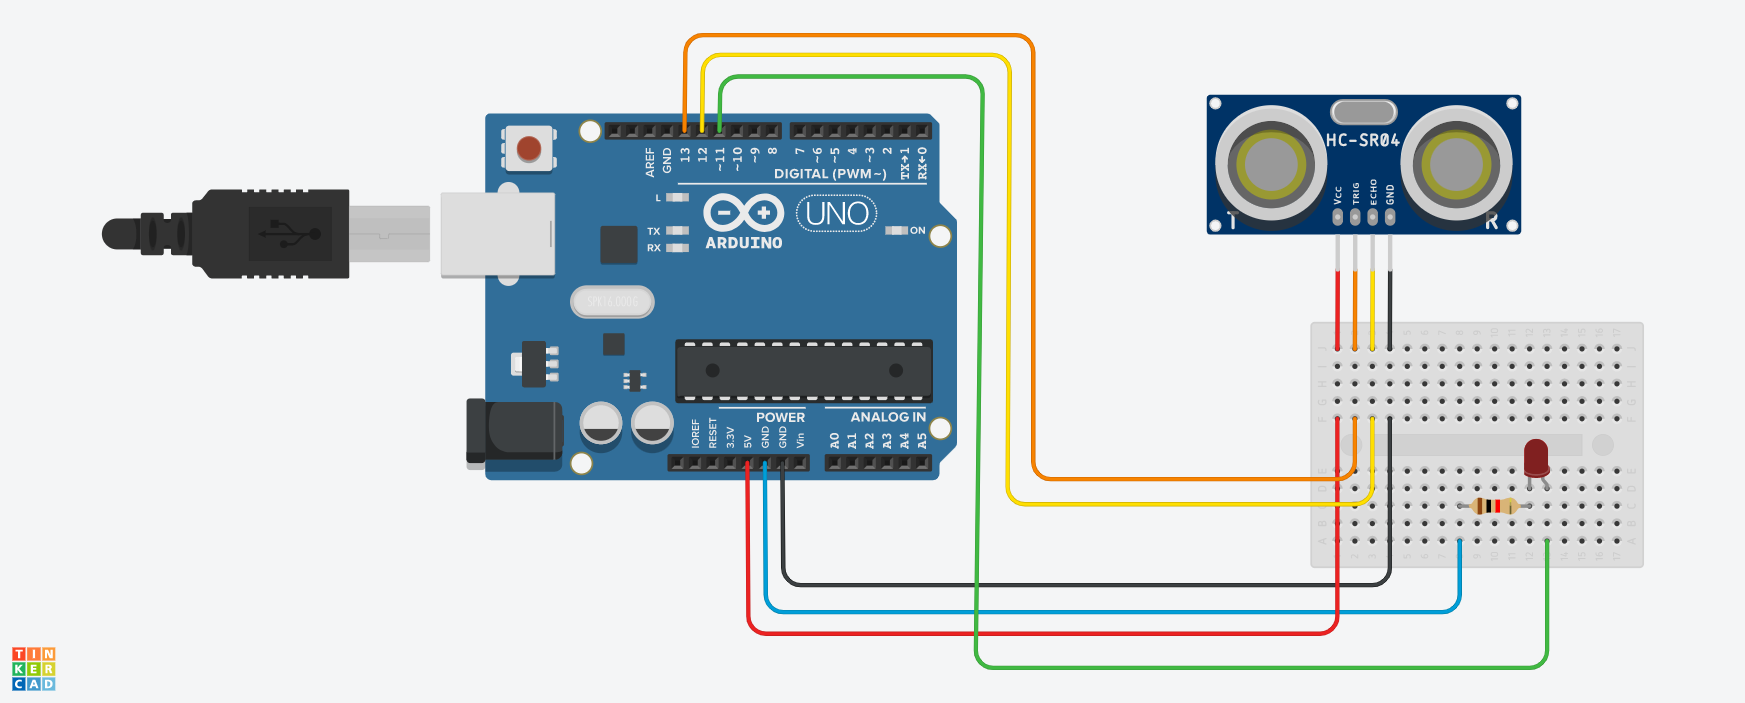 AREF
GND
13
12
~11
~10
~9
8
7
~6
~5
4
~3
2
TX→1
RX←0
DIGITAL (PWM~)
L
TX
RX
ARDUINO
UNO
ON
SPK16.000G
POWER
ANALOG IN
IOREF
RESET
3.3V
5V
GND
GND
Vin
A0
A1
A2
A3
A4
A5
HC-SR04
VCC
TRIG
ECHO
GND
T
R
TIN
KER
CAD